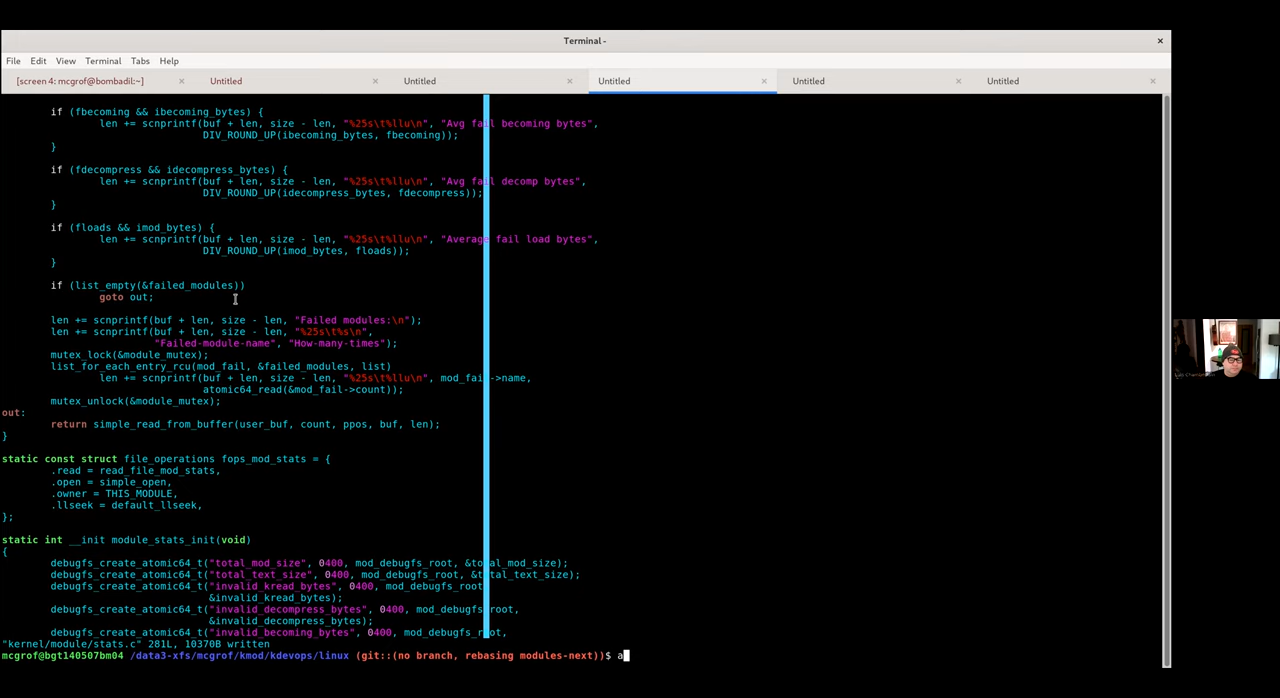 Terminal -
File Edit View Terminal Tabs Help
[screen 4: mcgrof@bombadil:~] Untitled Untitled Untitled Untitled Untitled
if (fbecoming && ibecoming_bytes) {
len += scnprintf(buf + len, size - len, "%25s\t%llu\n", "Avg fail becoming bytes",
DIV_ROUND_UP(ibecoming_bytes, fbecoming));
}
if (fdecompress && idecompress_bytes) {
len += scnprintf(buf + len, size - len, "%25s\t%llu\n", "Avg fail decomp bytes",
DIV_ROUND_UP(idecompress_bytes, fdecompress));
}
if (floads && imod_bytes) {
len += scnprintf(buf + len, size - len, "%25s\t%llu\n", "Average fail load bytes",
DIV_ROUND_UP(imod_bytes, floads));
}
if (list_empty(&failed_modules))
goto out;
len += scnprintf(buf + len, size - len, "Failed modules:\n");
len += scnprintf(buf + len, size - len, "%25s\t%s\n",
"Failed-module-name", "How-many-times");
mutex_lock(&module_mutex);
list_for_each_entry_rcu(mod_fail, &failed_modules, list)
len += scnprintf(buf + len, size - len, "%25s\t%llu\n", mod_fail->name,
atomic64_read(&mod_fail->count));
mutex_unlock(&module_mutex);
out:
return simple_read_from_buffer(user_buf, count, ppos, buf, len);
}
static const struct file_operations fops_mod_stats = {
.read = read_file_mod_stats,
.open = simple_open,
.owner = THIS_MODULE,
.llseek = default_llseek,
};
static int __init module_stats_init(void)
{
debugfs_create_atomic64_t("total_mod_size", 0400, mod_debugfs_root, &total_mod_size);
debugfs_create_atomic64_t("total_text_size", 0400, mod_debugfs_root, &total_text_size);
debugfs_create_atomic64_t("invalid_kread_bytes", 0400, mod_debugfs_root,
&invalid_kread_bytes);
debugfs_create_atomic64_t("invalid_decompress_bytes", 0400, mod_debugfs_root,
&invalid_decompress_bytes);
debugfs_create_atomic64_t("invalid_becoming_bytes", 0400, mod_debugfs_root,
"kernel/module/stats.c" 281L, 10370B written
mcgrof@bgt140507bm04 /data3-xfs/mcgrof/kmod/kdevops/linux (git::(no branch, rebasing modules-next))$ a